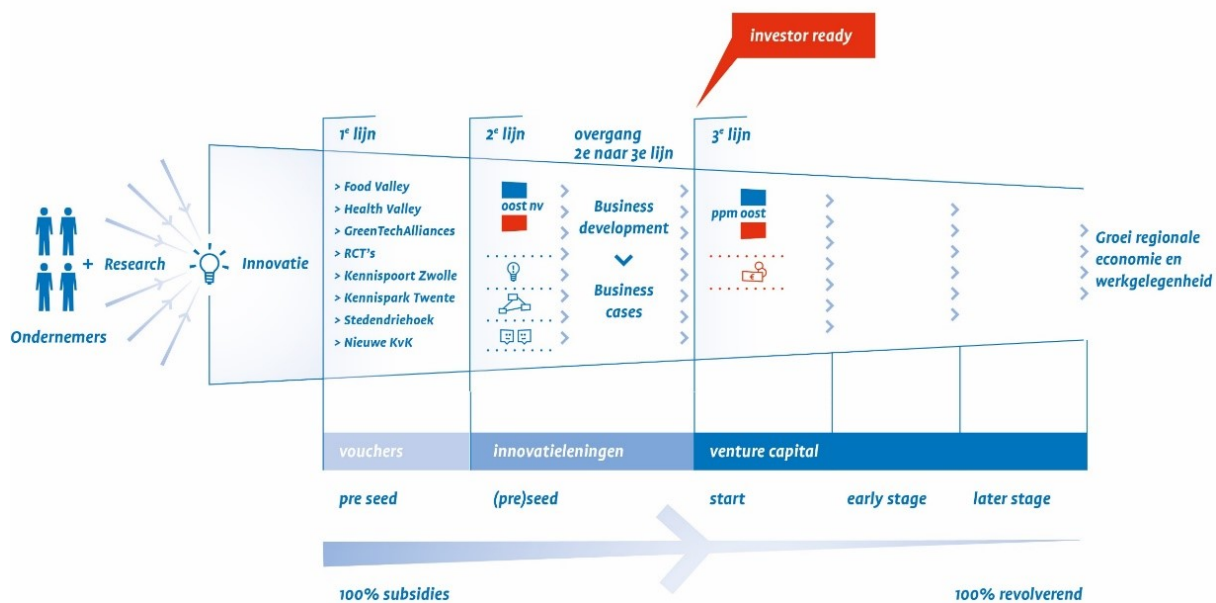 investor ready
1e lijn
2e lijn
overgang
2e naar 3e lijn
3e lijn
> Food Valley
> Health Valley
> GreenTechAlliances
> RCT's
> Kennispoort Zwolle
> Kennispark Twente
> Stedendriehoek
> Nieuwe KvK
oost nv
Business
development
Business
cases
ppm oost
€
Ondernemers
+ Research
Innovatie
Groei regionale
economie en
werkgelegenheid
vouchers
innovatieleningen
venture capital
pre seed
(pre)seed
start
early stage
later stage
100% subsidies
100% revolverend